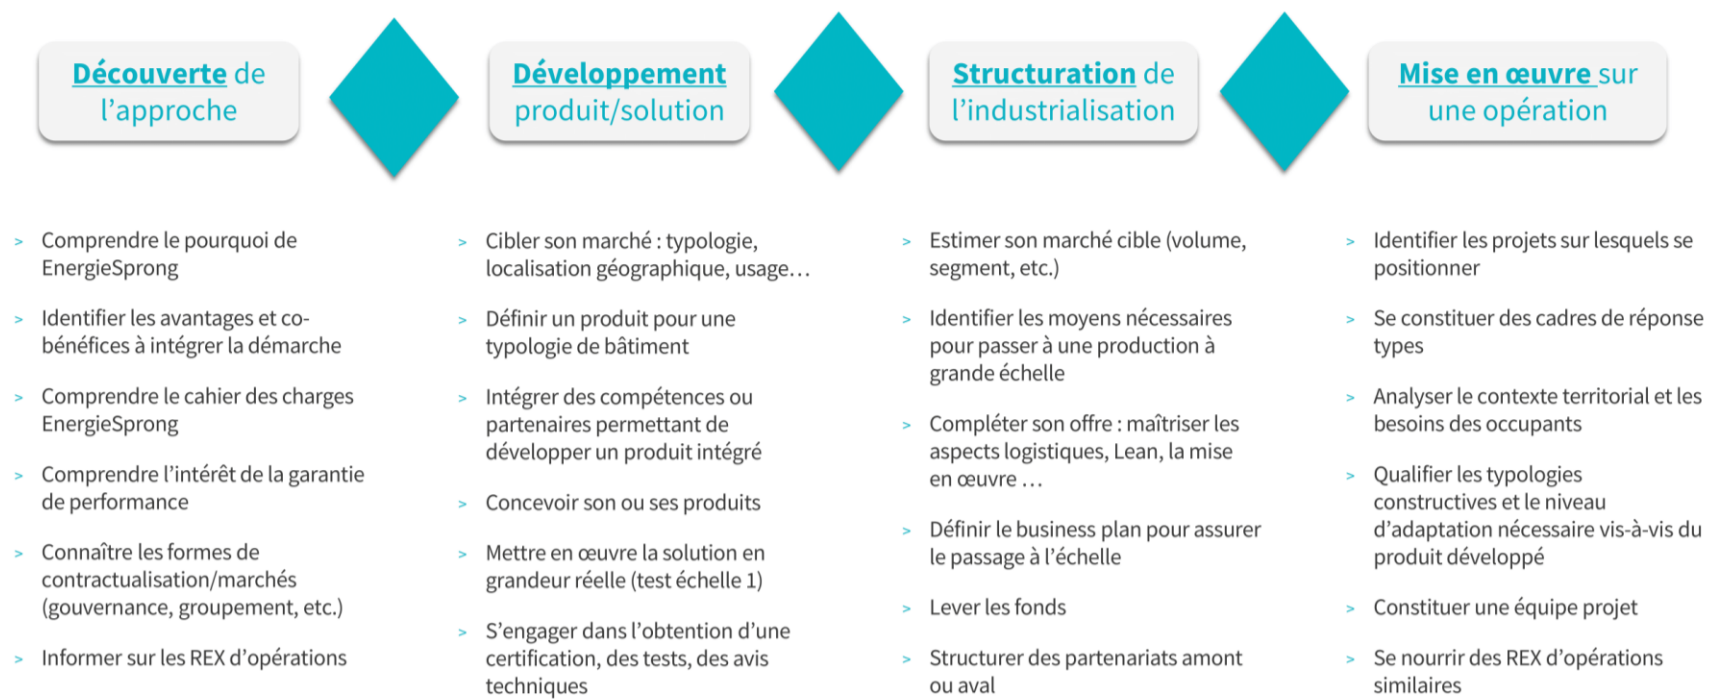 Découverte de
l'approche
Développement
produit/solution
Structuration de
l'industrialisation
Mise en œuvre sur
une opération
> Comprendre le pourquoi de
EnergieSprong
> Identifier les avantages et co-
bénéfices à intégrer la démarche
> Comprendre le cahier des charges
EnergieSprong
> Comprendre l'intérêt de la garantie
de performance
> Connaître les formes de
contractualisation/marchés
(gouvernance, groupement, etc.)
> Informer sur les REX d'opérations
> Cibler son marché : typologie,
localisation géographique, usage…
> Définir un produit pour une
typologie de bâtiment
> Intégrer des compétences ou
partenaires permettant de
développer un produit intégré
> Concevoir son ou ses produits
> Mettre en œuvre la solution en
grandeur réelle (test échelle 1)
> S'engager dans l'obtention d'une
certification, des tests, des avis
techniques
> Estimer son marché cible (volume,
segment, etc.)
> Identifier les moyens nécessaires
pour passer à une production à
grande échelle
> Compléter son offre : maîtriser les
aspects logistiques, Lean, la mise
en œuvre …
> Définir le business plan pour assurer
le passage à l'échelle
> Lever les fonds
> Structurer des partenariats amont
ou aval
> Identifier les projets sur lesquels se
positionner
> Se constituer des cadres de réponse
types
> Analyser le contexte territorial et les
besoins des occupants
> Qualifier les typologies
constructives et le niveau
d'adaptation nécessaire vis-à-vis du
produit développé
> Constituer une équipe projet
> Se nourrir des REX d'opérations
similaires